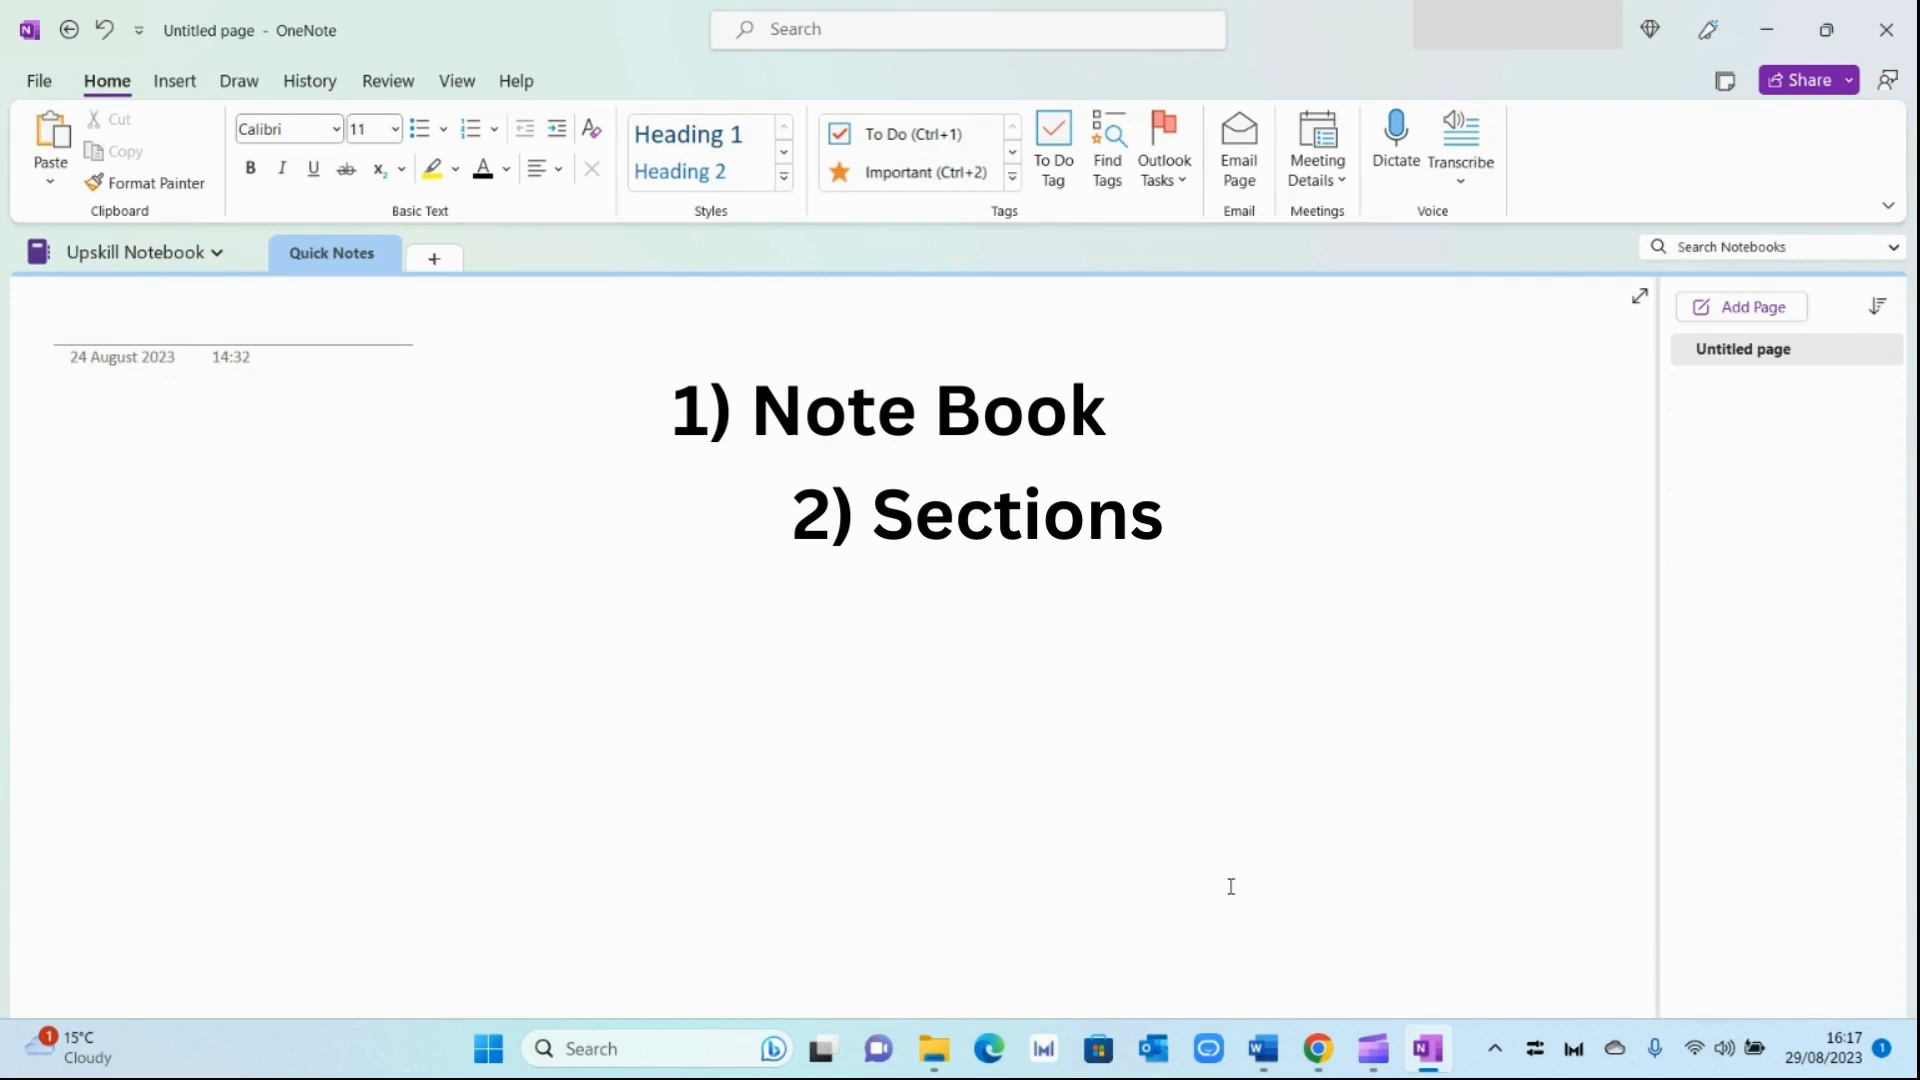 Untitled page - OneNote
Search
File Home Insert Draw History Review View Help
Share
Paste
Cut
Copy
Format Painter
Clipboard
Calibri 11
B I U ab x2 A
Basic Text
Heading 1
Heading 2
Styles
To Do (Ctrl+1)
Important (Ctrl+2)
To Do Tag
Find Tags
Outlook Tasks
Tags
Email Page
Email
Meeting Details
Meetings
Dictate
Transcribe
Voice
Upskill Notebook
Quick Notes
+
Search Notebooks
Add Page
Untitled page
24 August 2023 14:32
1) Note Book
2) Sections
1
15°C
Cloudy
Search
16:17
29/08/2023
1